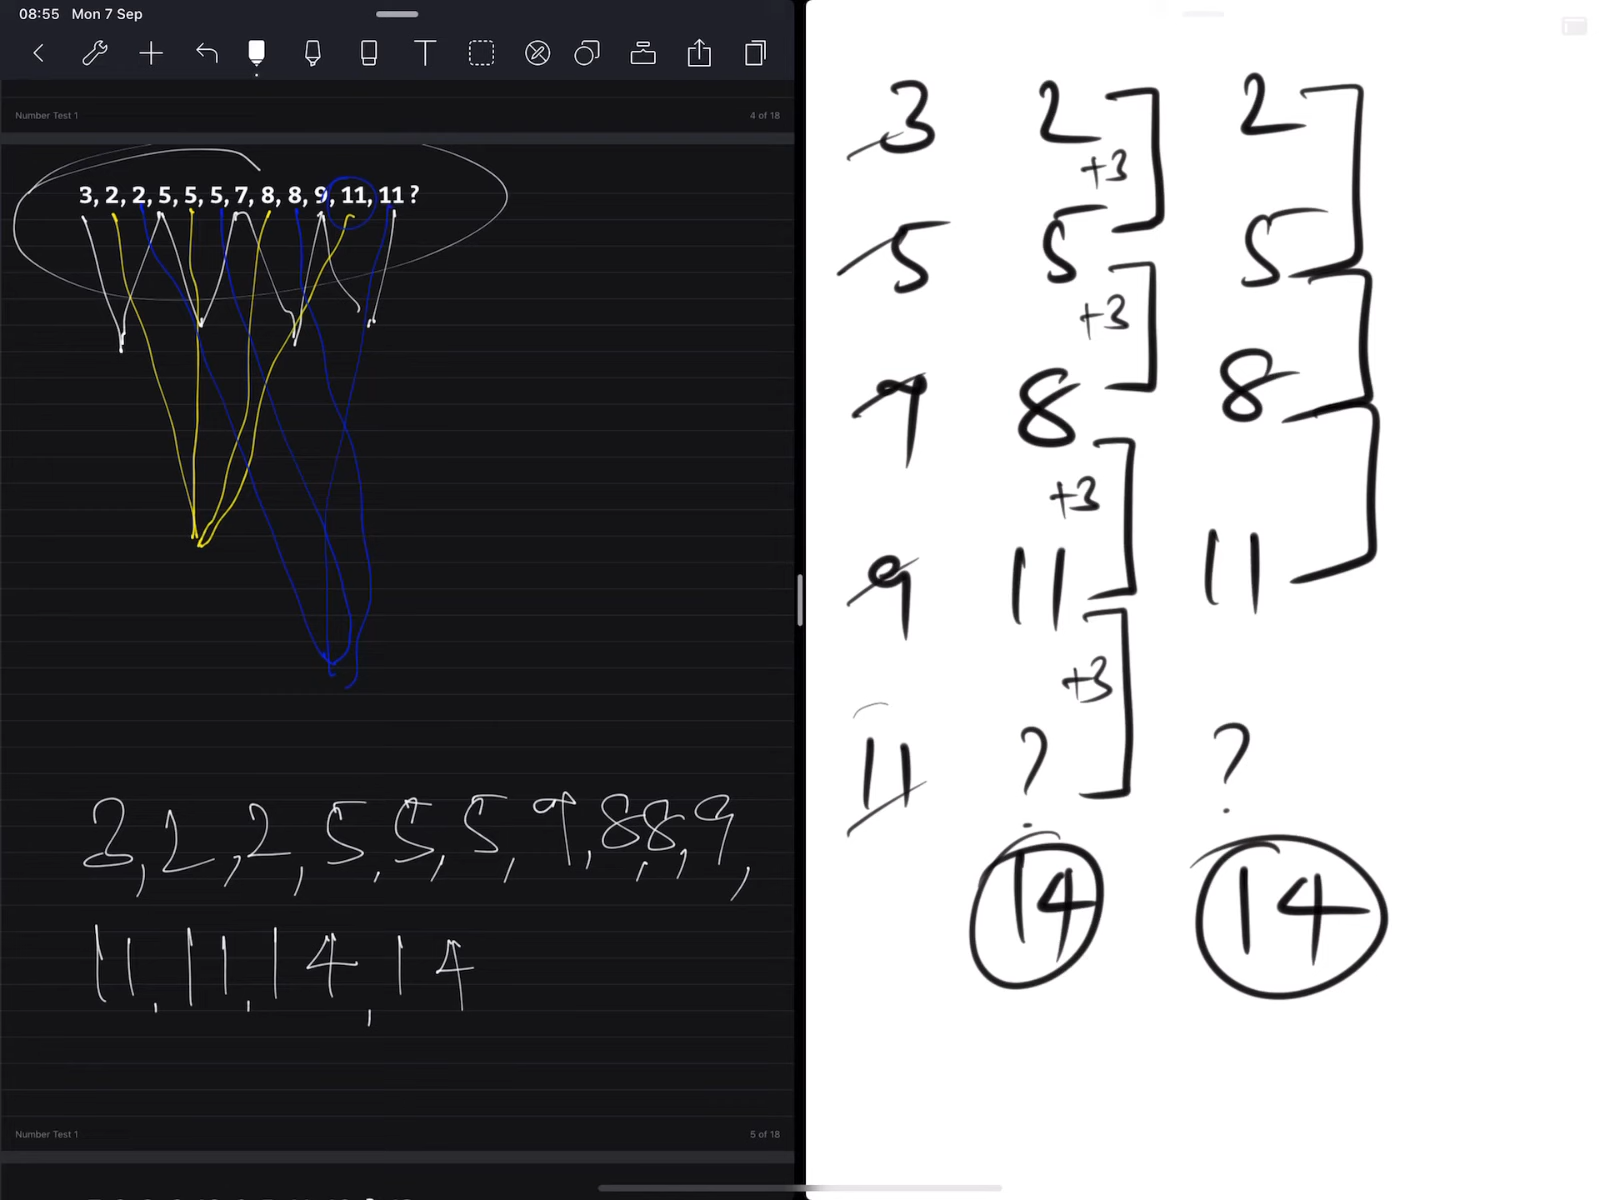 08:55 Mon 7 Sep
T
Number Test 1
4 of 18
3, 2, 2, 5, 5, 5, 7, 8, 8, 9, 11, 11 ?
3, 2, 2, 5, 5, 5, 9, 8, 8, 9,
11, 11, 14, 14
Number Test 1
5 of 18
3 2 2
+3
5 5 5
+3
9 8 8
+3
9 11 11
+3
11 ? ?
14 14